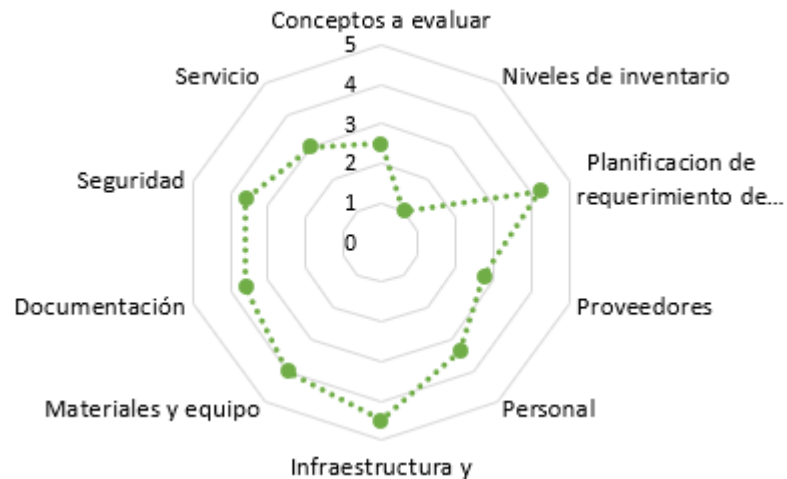 Conceptos a evaluar
5
Servicio
4
Niveles de inventario
3
2
Planificacion de
Seguridad
requerimiento de...
1
0
Documentación
Proveedores
Materiales y equipo
Personal
Infraestructura y